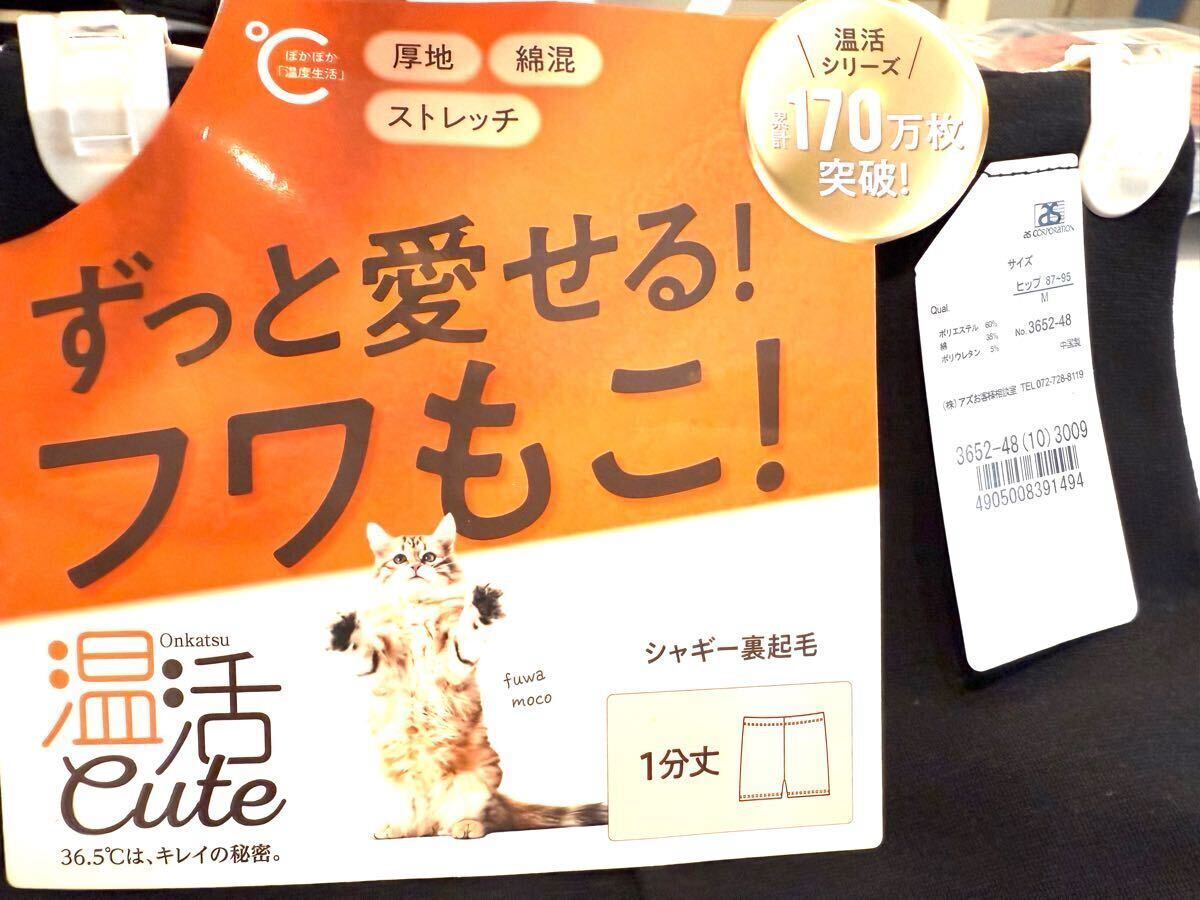 ℃
ぽかぽか
「温度生活」
厚地
綿混
ストレッチ
温活
シリーズ
累計170万枚
突破!
ずっと愛せる!
フワもこ!
温活
Onkatsu
Cute
36.5℃は、キレイの秘密。
fuwa
moco
シャギー裏起毛
1分丈
as
as CORPORATION
サイズ
ヒップ 87~95
M
Qual.
ポリエステル 60%
綿 35%
ポリウレタン 5%
No. 3652-48
中国製
(株)アズお客様相談室 TEL 072-728-8119
3652-48(10)3009
4905008391494